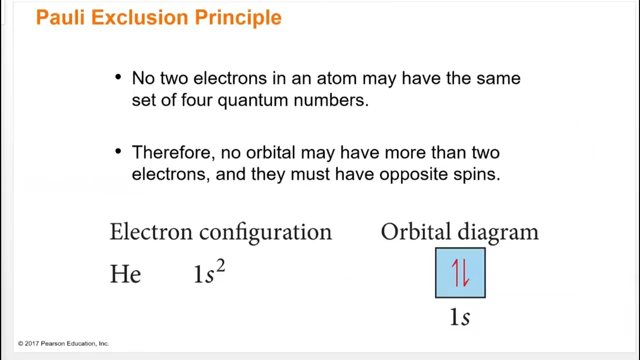 Pauli Exclusion Principle
• No two electrons in an atom may have the same
set of four quantum numbers.
• Therefore, no orbital may have more than two
electrons, and they must have opposite spins.
Electron configuration
Orbital diagram
He 1s²
⥮
1s
© 2017 Pearson Education, Inc.